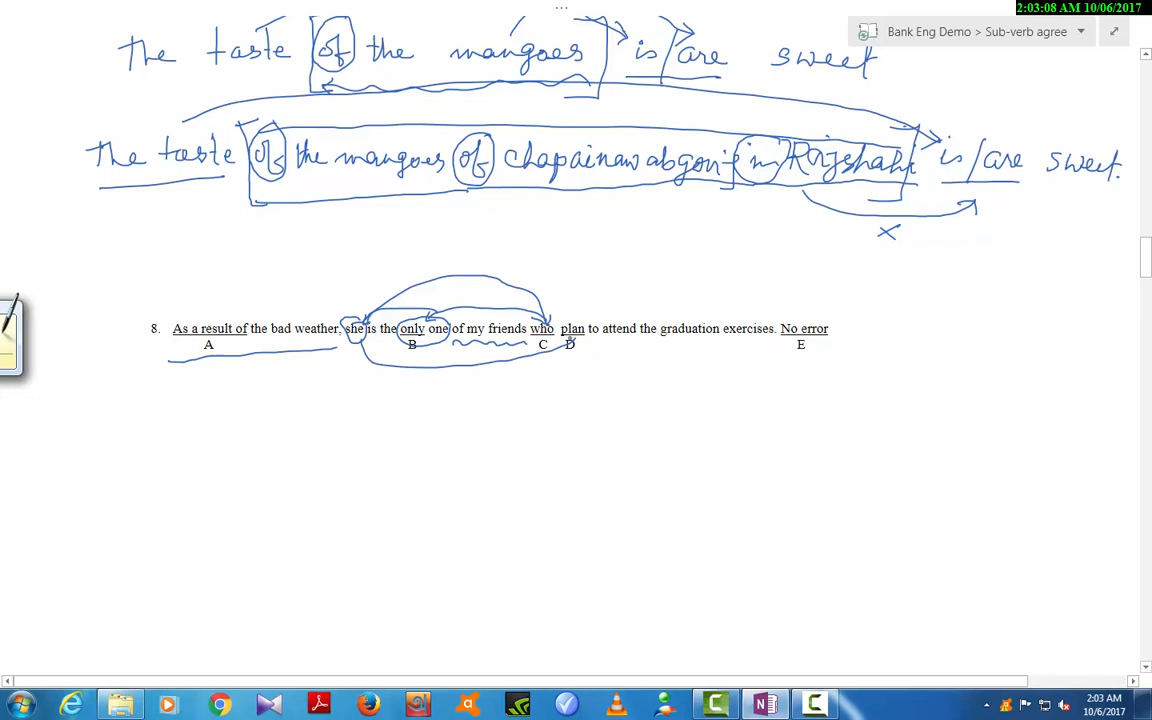 2:03:08 AM 10/06/2017
Bank Eng Demo > Sub-verb agree
The taste of the mangoes is/are sweet
The taste of the mangoes of chapainawabgonj in Rajshahi is/are sweet.
x
8. As a result of the bad weather, she is the only one of my friends who plan to attend the graduation exercises. No error
A B C D E
2:03 AM
10/6/2017